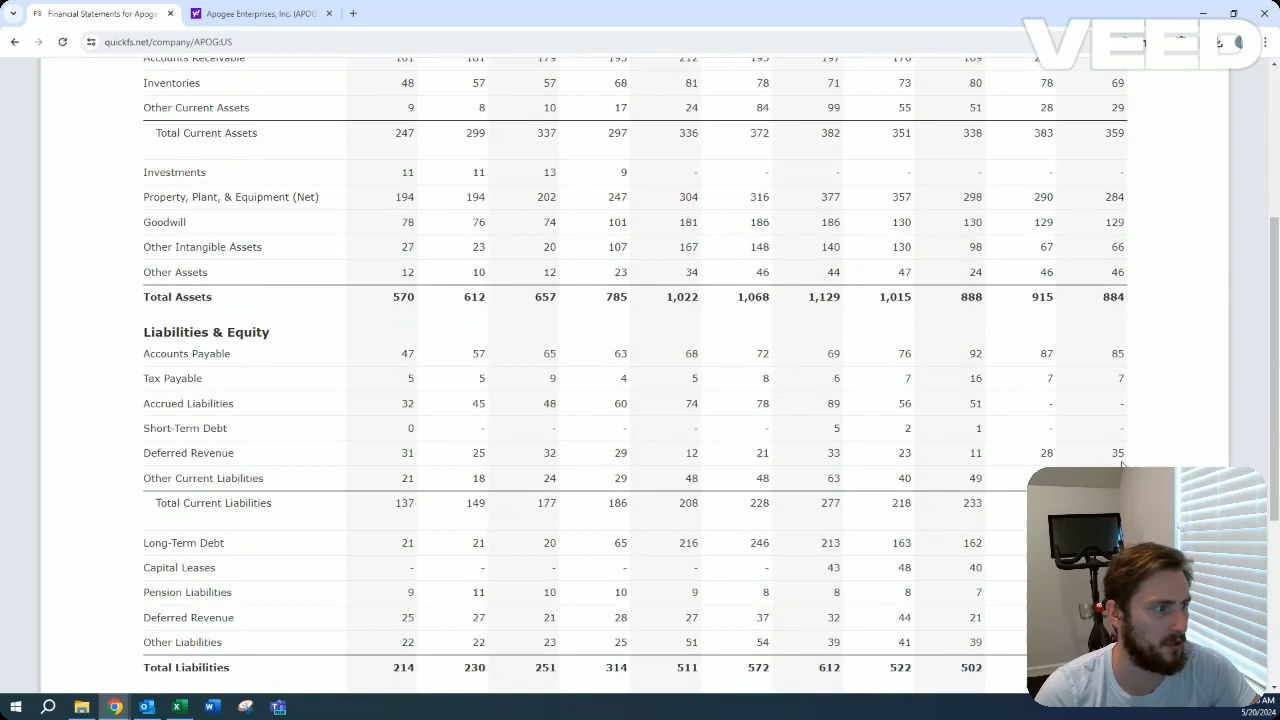 Financial Statements for Apoge
Apogee Enterprises, Inc. (APOG)
quickfs.net/company/APOG:US
VEED
Accounts Receivable 161 181 179 195 212 195 197 176 169
Inventories 48 57 57 68 81 78 71 73 80 78 69
Other Current Assets 9 8 10 17 24 84 99 55 51 28 29
Total Current Assets 247 299 337 297 336 372 382 351 338 383 359
Investments 11 11 13 9 - - - - - - -
Property, Plant, & Equipment (Net) 194 194 202 247 304 316 377 357 298 290 284
Goodwill 78 76 74 101 181 186 186 130 130 129 129
Other Intangible Assets 27 23 20 107 167 148 140 130 98 67 66
Other Assets 12 10 12 23 34 46 44 47 24 46 46
Total Assets 570 612 657 785 1,022 1,068 1,129 1,015 888 915 884
Liabilities & Equity
Accounts Payable 47 57 65 63 68 72 69 76 92 87 85
Tax Payable 5 5 9 4 5 8 6 7 16 7 7
Accrued Liabilities 32 45 48 60 74 78 89 56 51 - -
Short-Term Debt 0 - - - - - 5 2 1 - -
Deferred Revenue 31 25 32 29 12 21 33 23 11 28 35
Other Current Liabilities 21 18 24 29 48 48 63 40 49
Total Current Liabilities 137 149 177 186 208 228 277 218 233
Long-Term Debt 21 21 20 65 216 246 213 163 162
Capital Leases - - - - - - 43 48 40
Pension Liabilities 9 11 10 10 9 8 8 8 7
Deferred Revenue 25 27 21 28 27 37 32 44 21
Other Liabilities 22 22 23 25 51 54 39 41 39
Total Liabilities 214 230 251 314 511 572 612 522 502
AM
5/20/2024